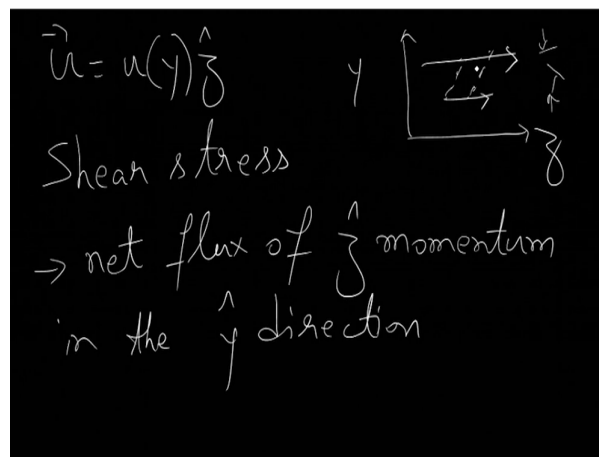 u⃗ = u(y) ẑ
y
z
Shear stress
→ net flux of ẑ momentum
in the ŷ direction